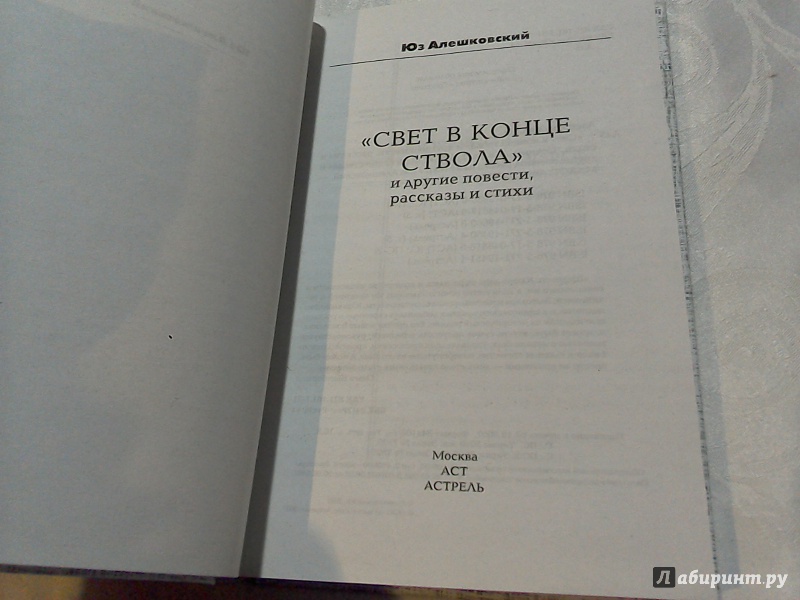 Юз Алешковский
«СВЕТ В КОНЦЕ
СТВОЛА»
и другие повести,
рассказы и стихи
Москва
АСТ
АСТРЕЛЬ
Лабиринт.ру